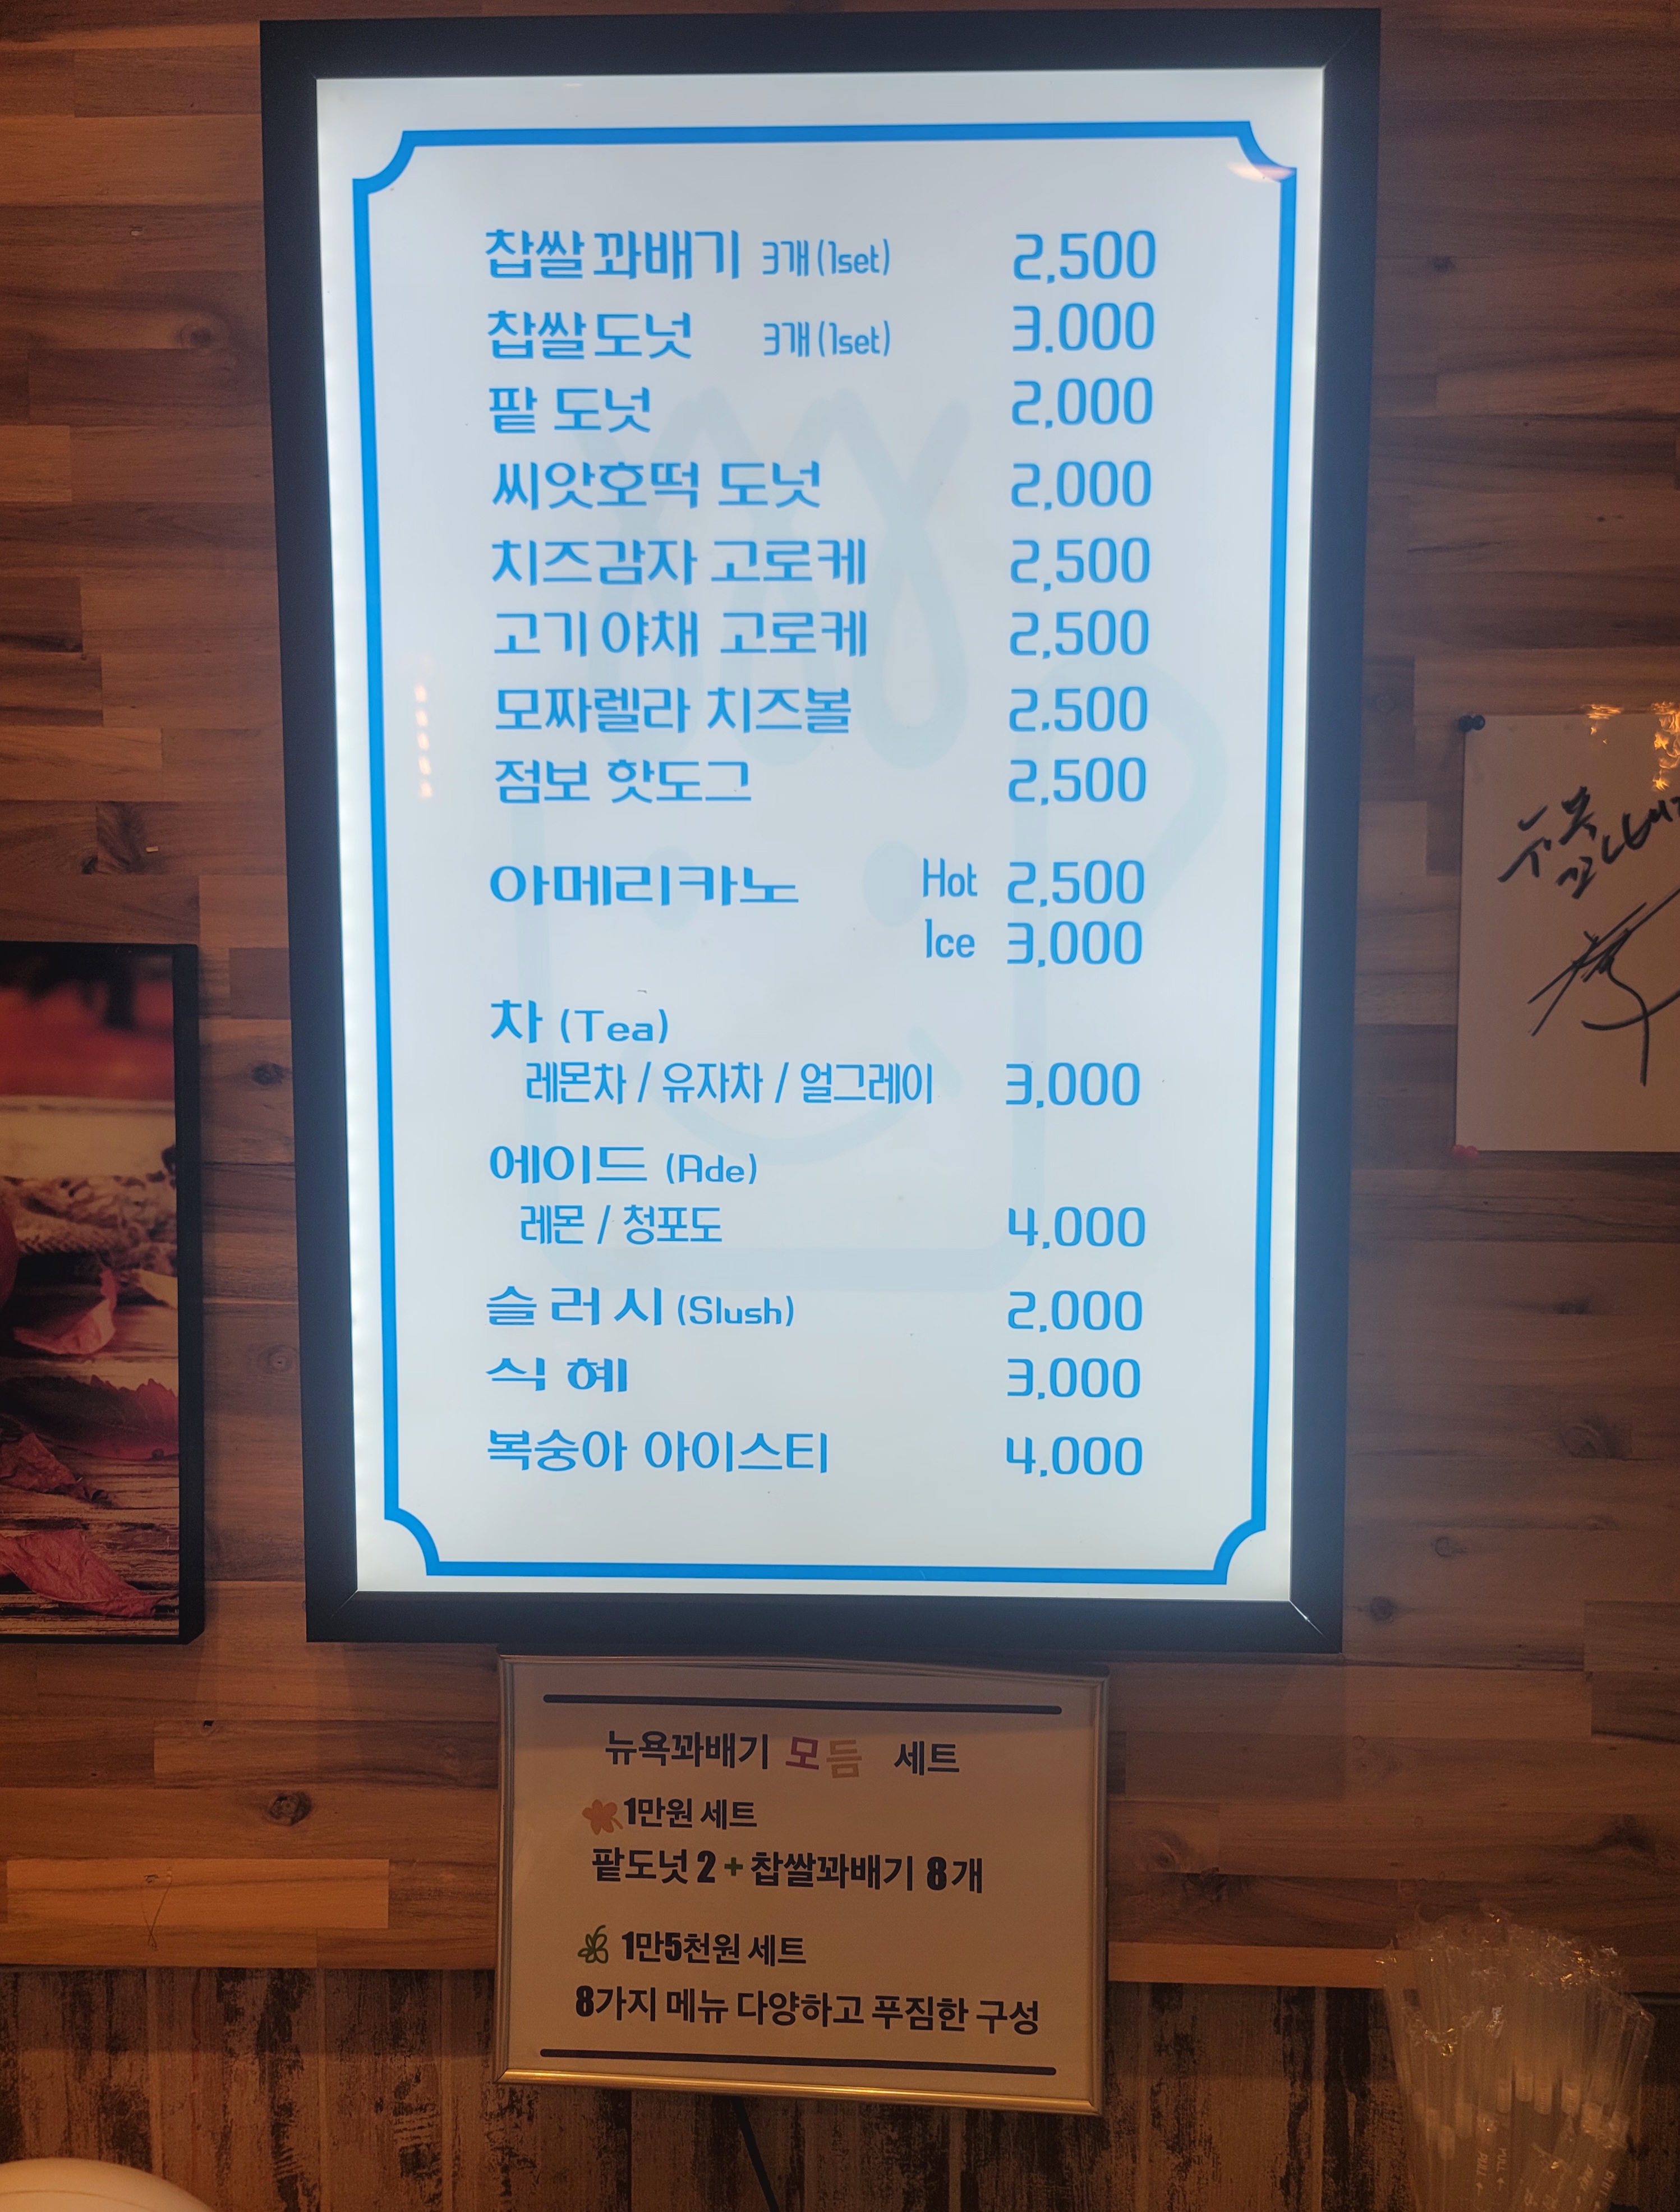 찹쌀꽈배기 3개(1set) 2,500
찹쌀도넛 3개(1set) 3,000
팥 도넛 2,000
씨앗호떡 도넛 2,000
치즈감자 고로케 2,500
고기야채 고로케 2,500
모짜렐라 치즈볼 2,500
점보 핫도그 2,500
아메리카노 Hot 2,500
Ice 3,000
차 (Tea)
레몬차 / 유자차 / 얼그레이 3,000
에이드 (Ade)
레몬 / 청포도 4,000
슬러시 (Slush) 2,000
식혜 3,000
복숭아 아이스티 4,000
뉴욕꽈배기 모듬 세트
1만원 세트
팥도넛 2 + 찹쌀꽈배기 8개
1만5천원 세트
8가지 메뉴 다양하고 푸짐한 구성